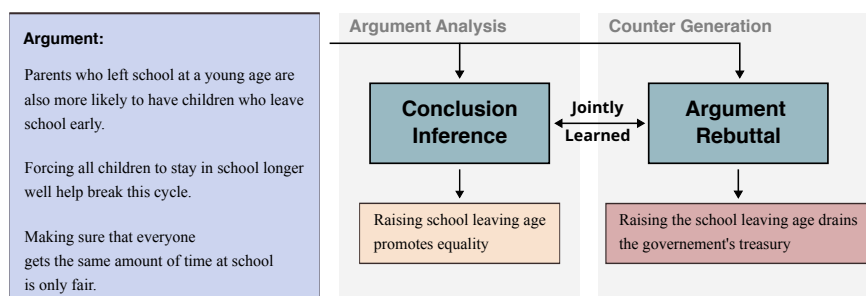 Argument:
Parents who left school at a young age are
also more likely to have children who leave
school early.
Forcing all children to stay in school longer
well help break this cycle.
Making sure that everyone
gets the same amount of time at school
is only fair.
Argument Analysis
Conclusion
Inference
Raising school leaving age
promotes equality
Jointly
Learned
Counter Generation
Argument
Rebuttal
Raising the school leaving age drains
the governement's treasury